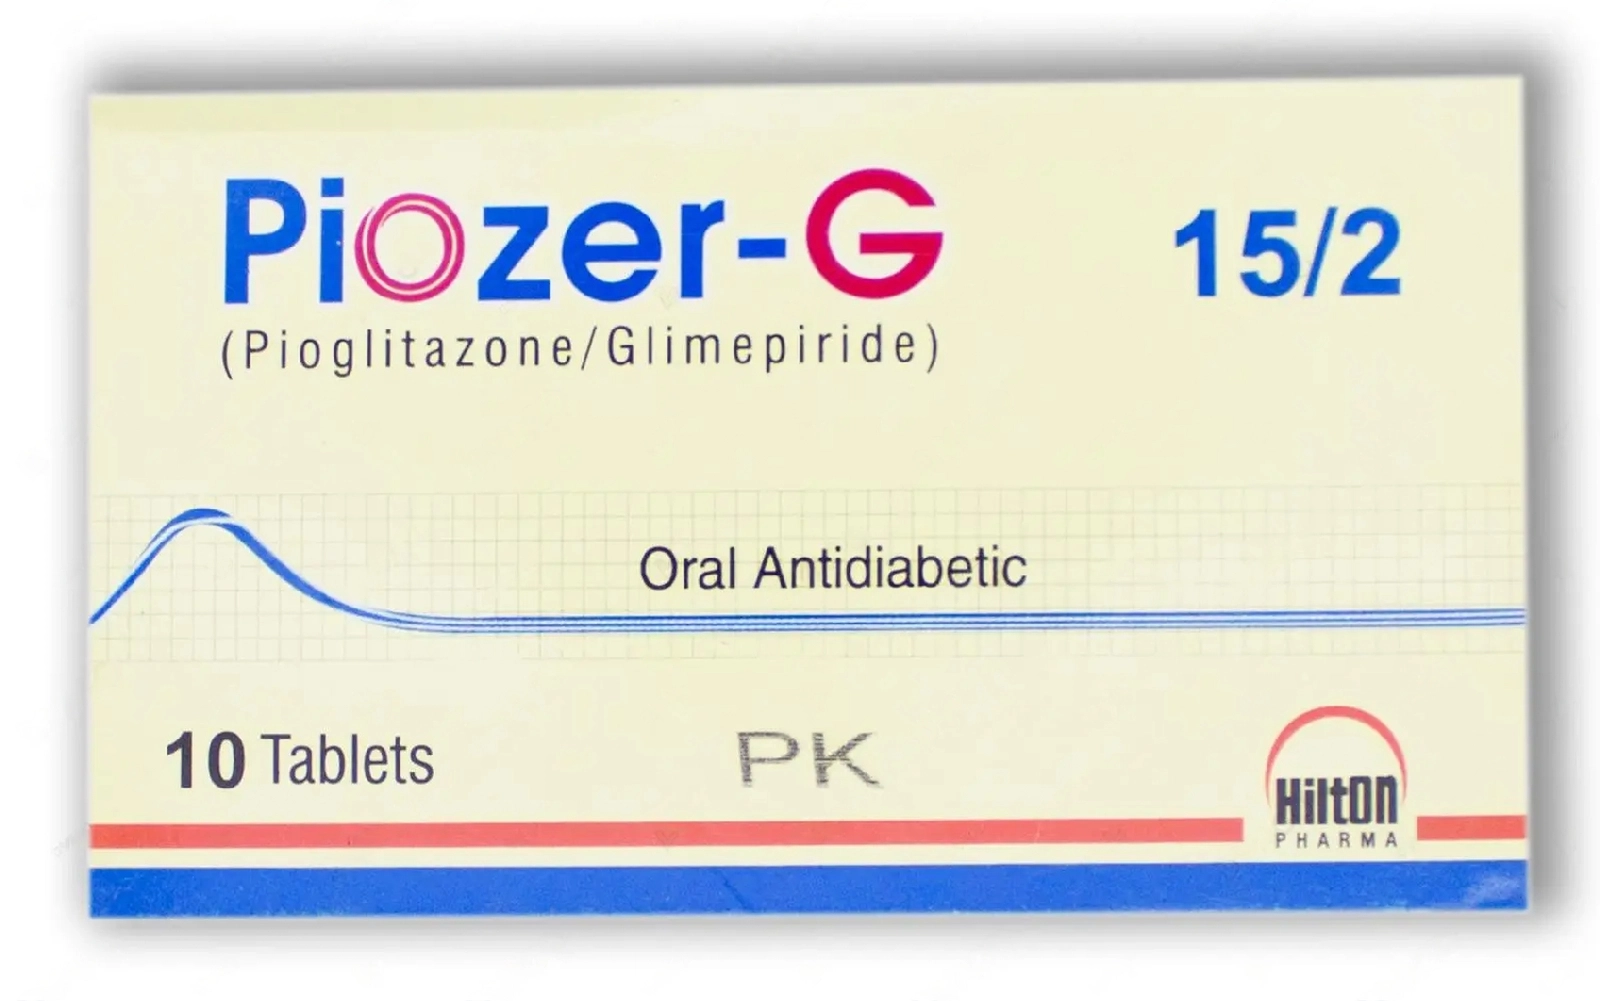 Piozer-G 15/2
(Pioglitazone/Glimepiride)
Oral Antidiabetic
10 Tablets PK
HiltOn
PHARMA